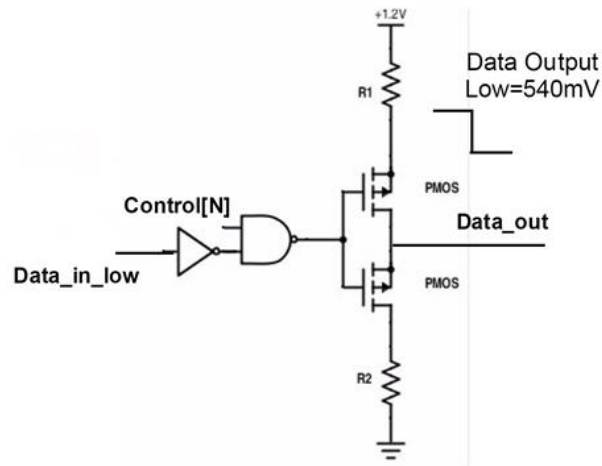 +1.2V
Data Output
Low=540mV
R1
PMOS
Control[N]
Data_out
Data_in_low
PMOS
R2